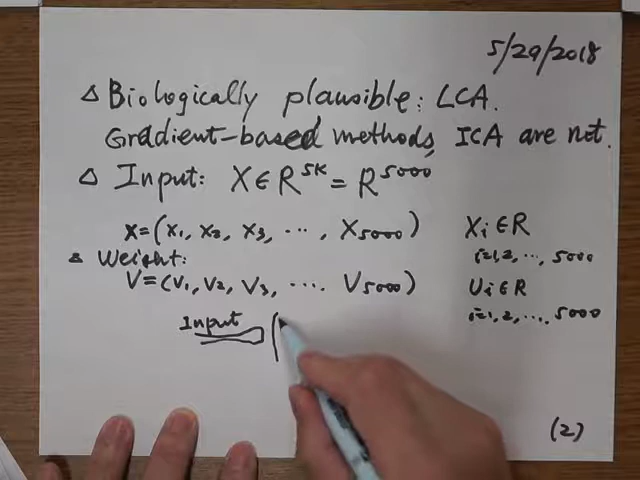 5/29/2018
△ Biologically plausible: LCA.
Gradient-based methods, ICA are not.
△ Input: X ∈ R^5K = R^5000
X = (X1, X2, X3, ..., X5000) Xi ∈ R
i=1,2, ..., 5000
△ Weight:
V = (V1, V2, V3, .... V5000) Ui ∈ R
i=1, 2, ..., 5000
Input
(2)